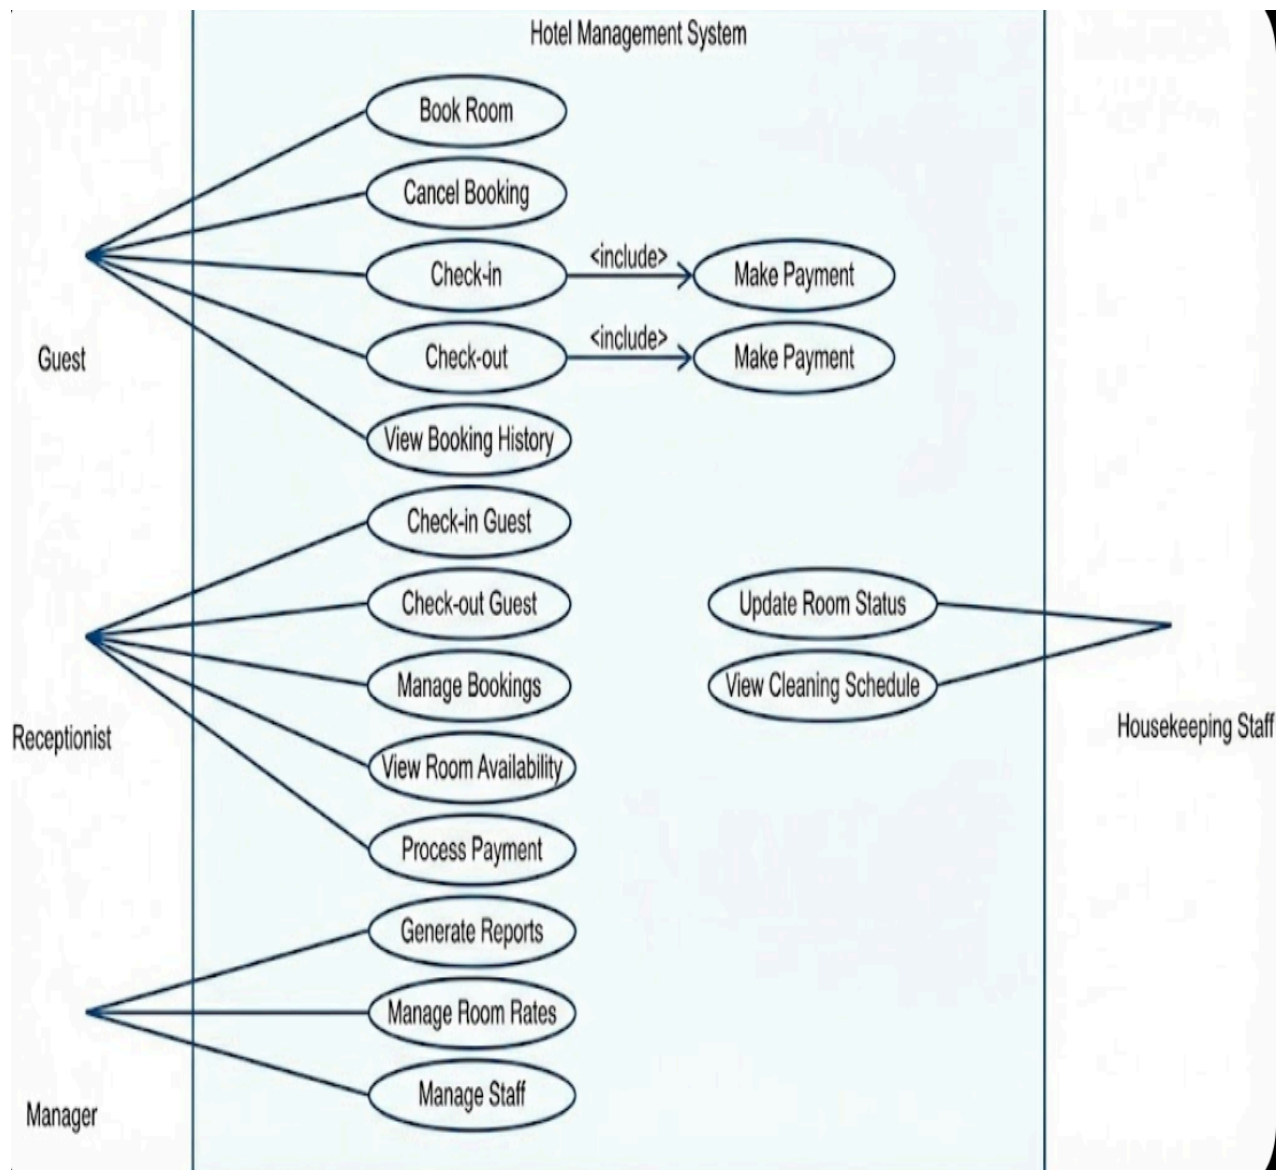 Hotel Management System
Book Room
Cancel Booking
Check-in
<include>
Make Payment
Guest
Check-out
<include>
Make Payment
View Booking History
Check-in Guest
Check-out Guest
Update Room Status
Manage Bookings
View Cleaning Schedule
Receptionist
Housekeeping Staff
View Room Availability
Process Payment
Generate Reports
Manage Room Rates
Manage Staff
Manager